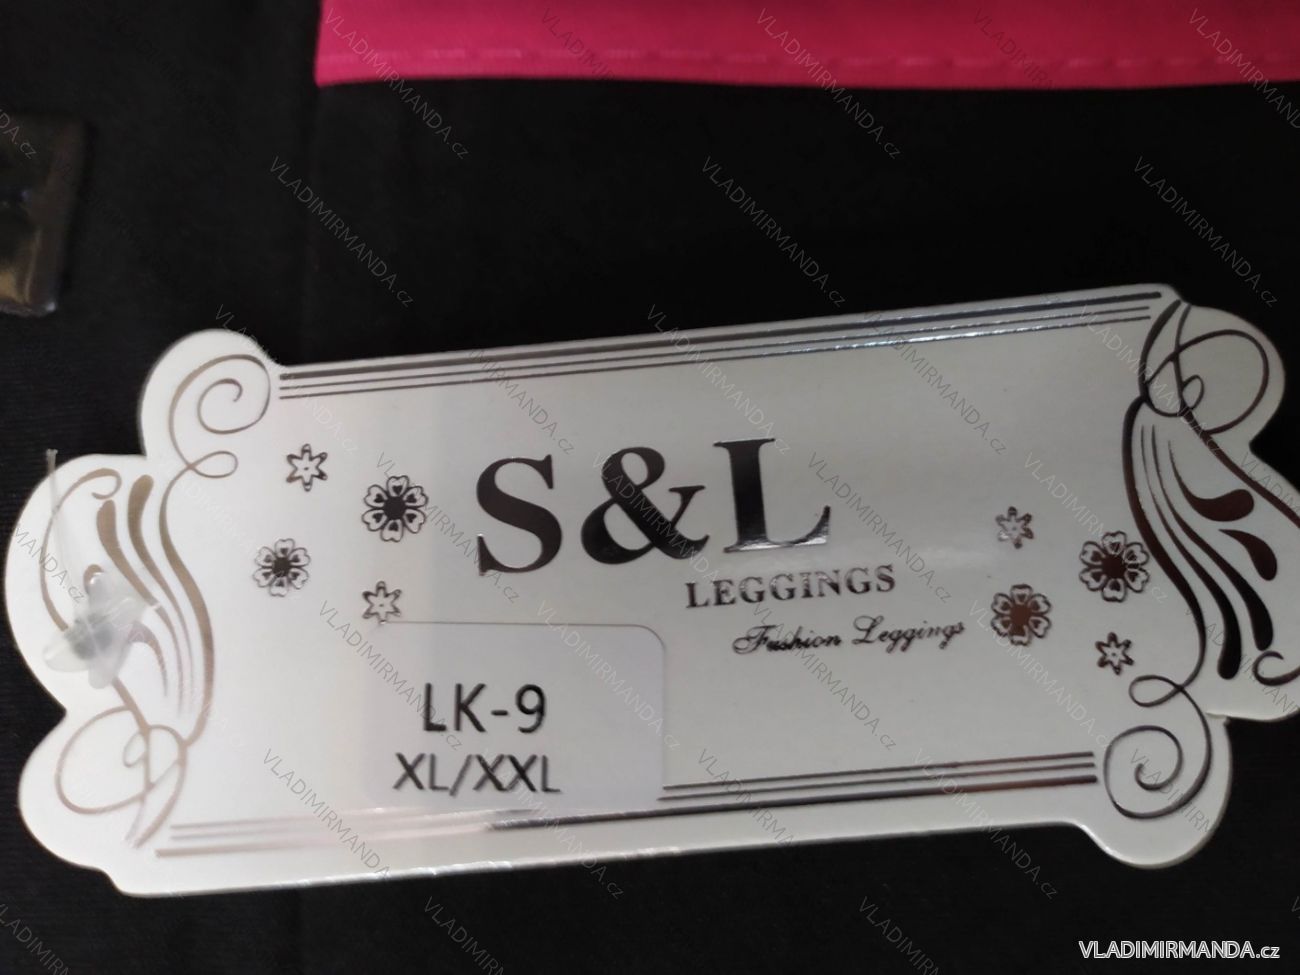 S&L
LEGGINGS
Fashion Leggings
LK-9
XL/XXL
VLADIMIRMANDA.cz